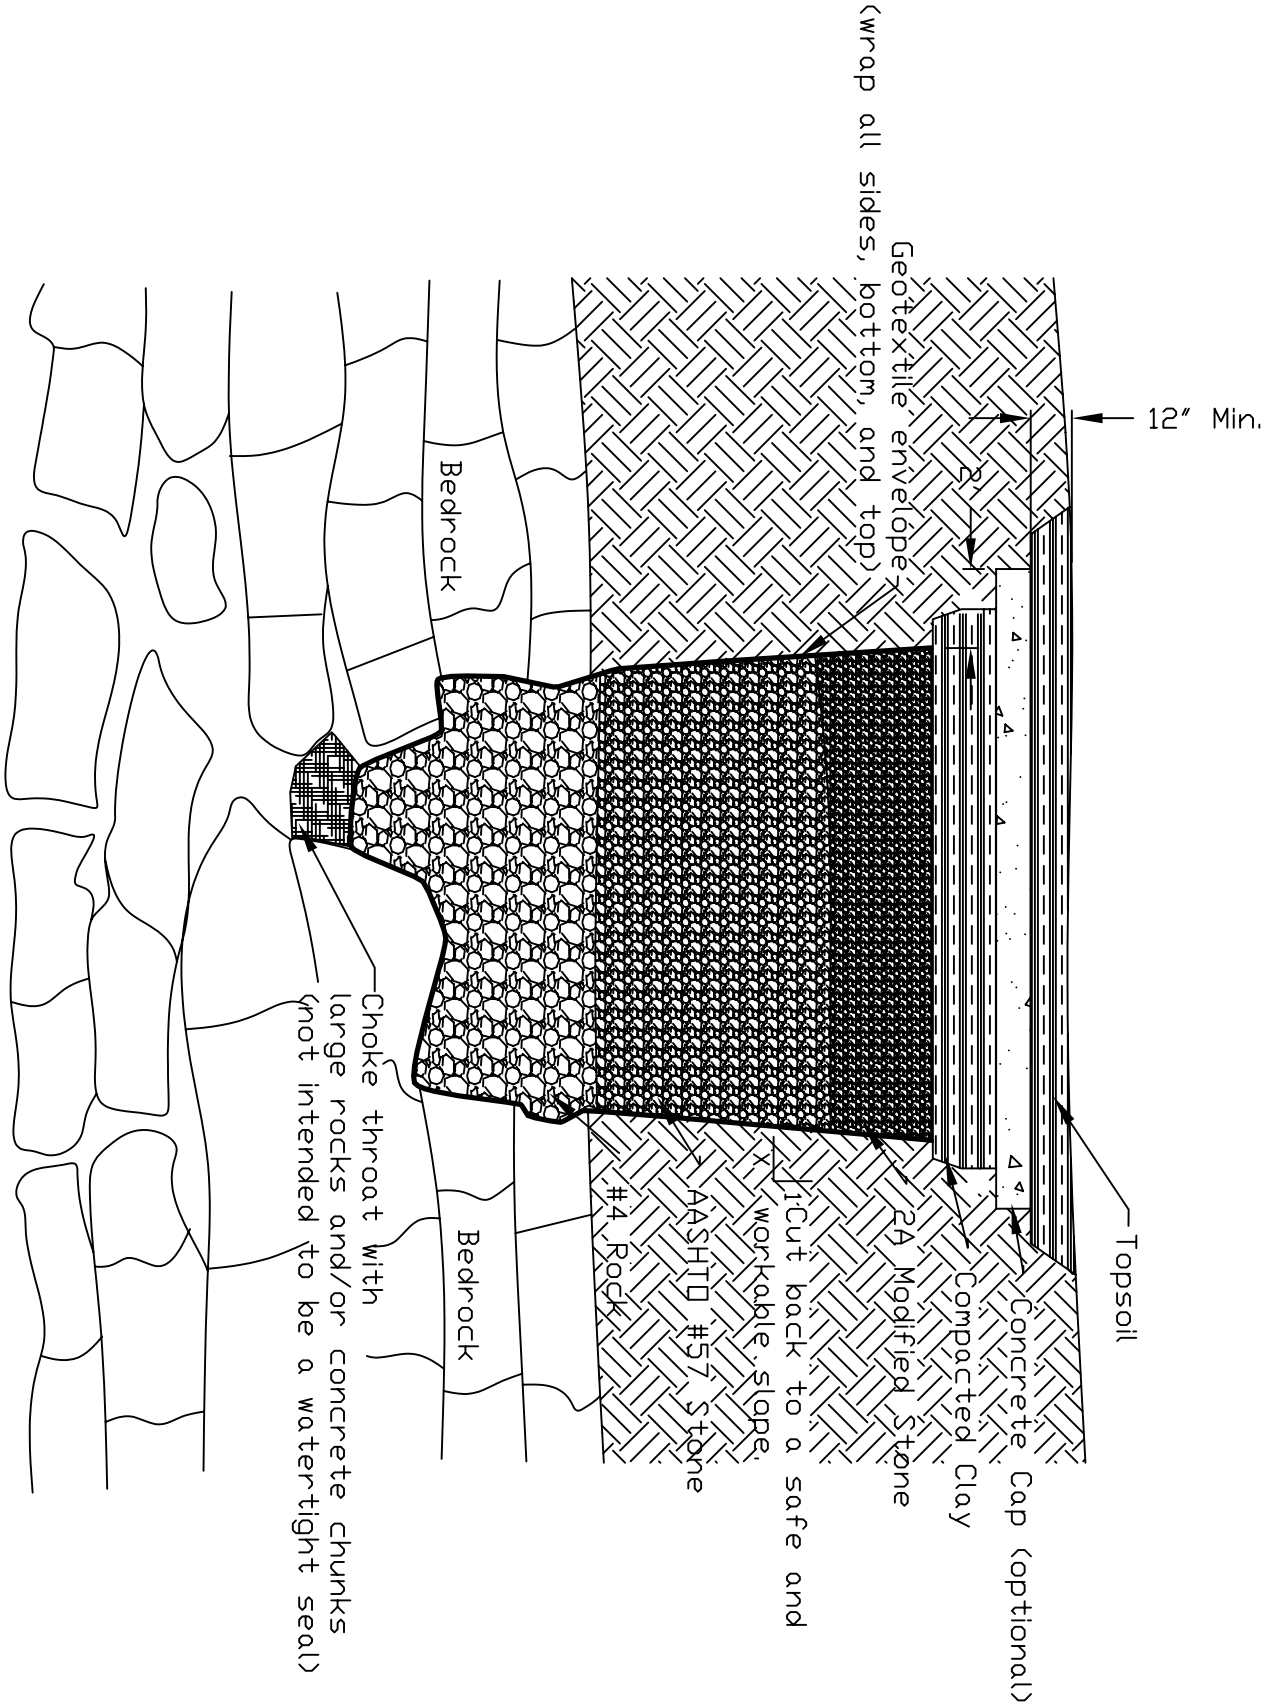 12" Min.
Topsoil
Concrete Cap (optional)
Compacted Clay
2'
Geotextile envelope
(wrap all sides, bottom, and top)
2A Modified Stone
1
X
Cut back to a safe and
workable slope.
AASHTO #57 Stone
#4 Rock
Bedrock
Bedrock
Choke throat with
large rocks and/or concrete chunks
(not intended to be a watertight seal)